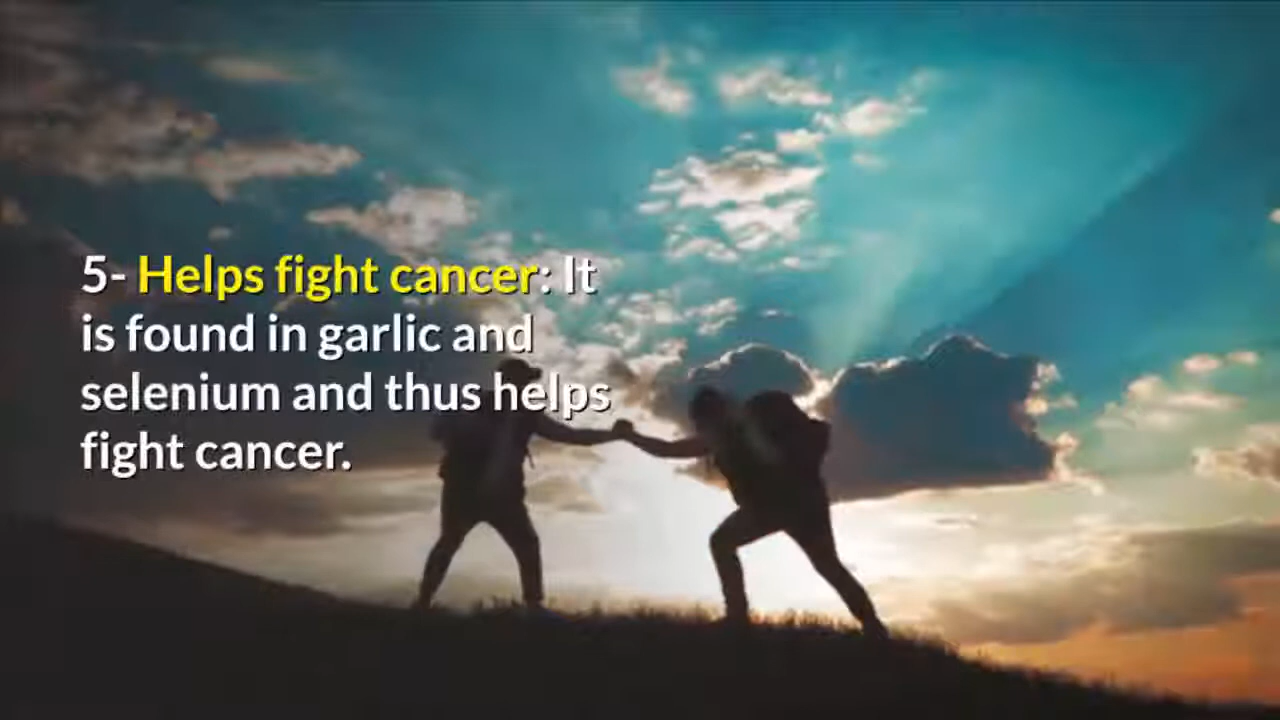 5- Helps fight cancer: It
is found in garlic and
selenium and thus helps
fight cancer.